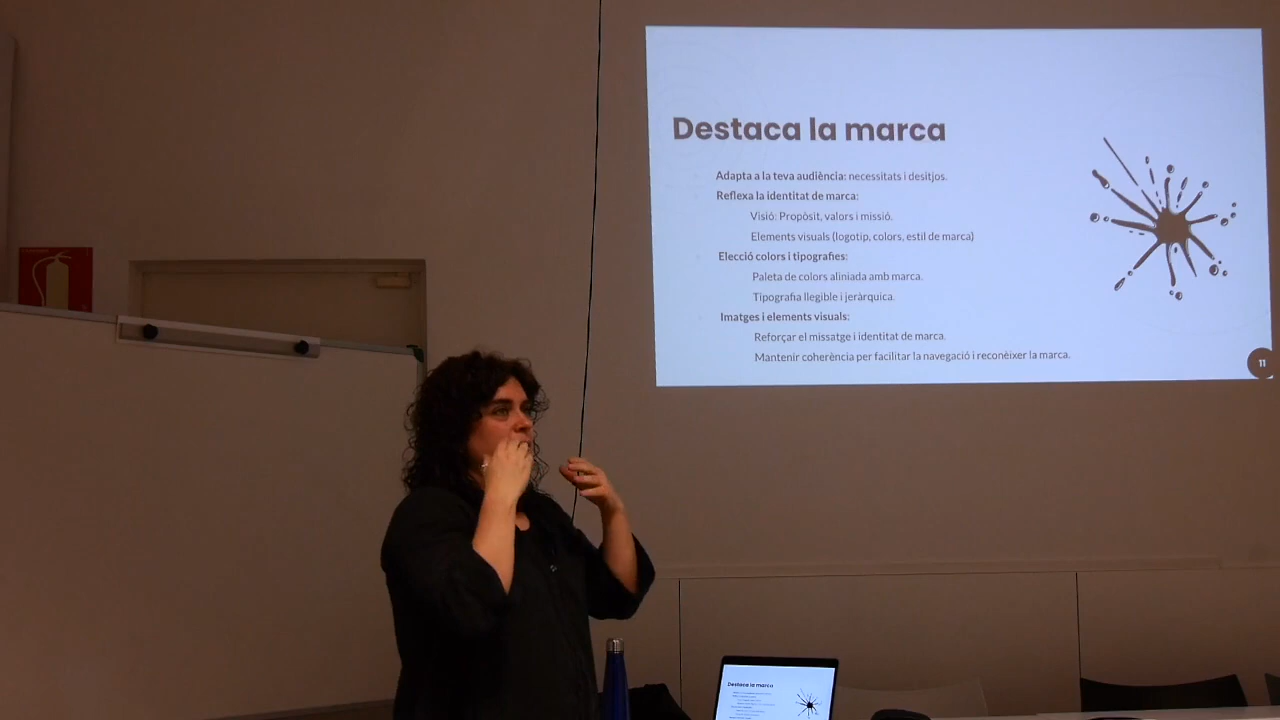 Destaca la marca
Adapta a la teva audiència: necessitats i desitjos.
Reflexa la identitat de marca:
Visió: Propòsit, valors i missió.
Elements visuals (logotip, colors, estil de marca)
Elecció colors i tipografies:
Paleta de colors aliniada amb marca.
Tipografia llegible i jeràrquica.
Imatges i elements visuals:
Reforçar el missatge i identitat de marca.
Mantenir coherència per facilitar la navegació i reconèixer la marca.
11
Destaca la marca